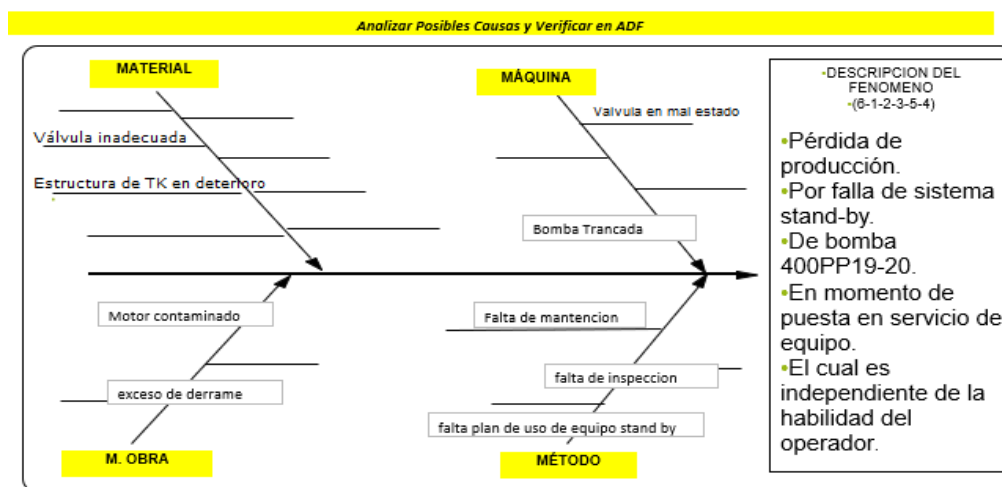 Analizar Posibles Causas y Verificar en ADF
MATERIAL
MÁQUINA
Válvula inadecuada
Estructura de TK en deterioro
Valvula en mal estado
Bomba Trancada
Motor contaminado
exceso de derrame
Falta de mantencion
falta de inspeccion
falta plan de uso de equipo stand by
M. OBRA
MÉTODO
•DESCRIPCION DEL
FENOMENO
•(6-1-2-3-5-4)
•Pérdida de
producción.
•Por falla de sistema
stand-by.
•De bomba
400PP19-20.
•En momento de
puesta en servicio de
equipo.
•El cual es
independiente de la
habilidad del
operador.